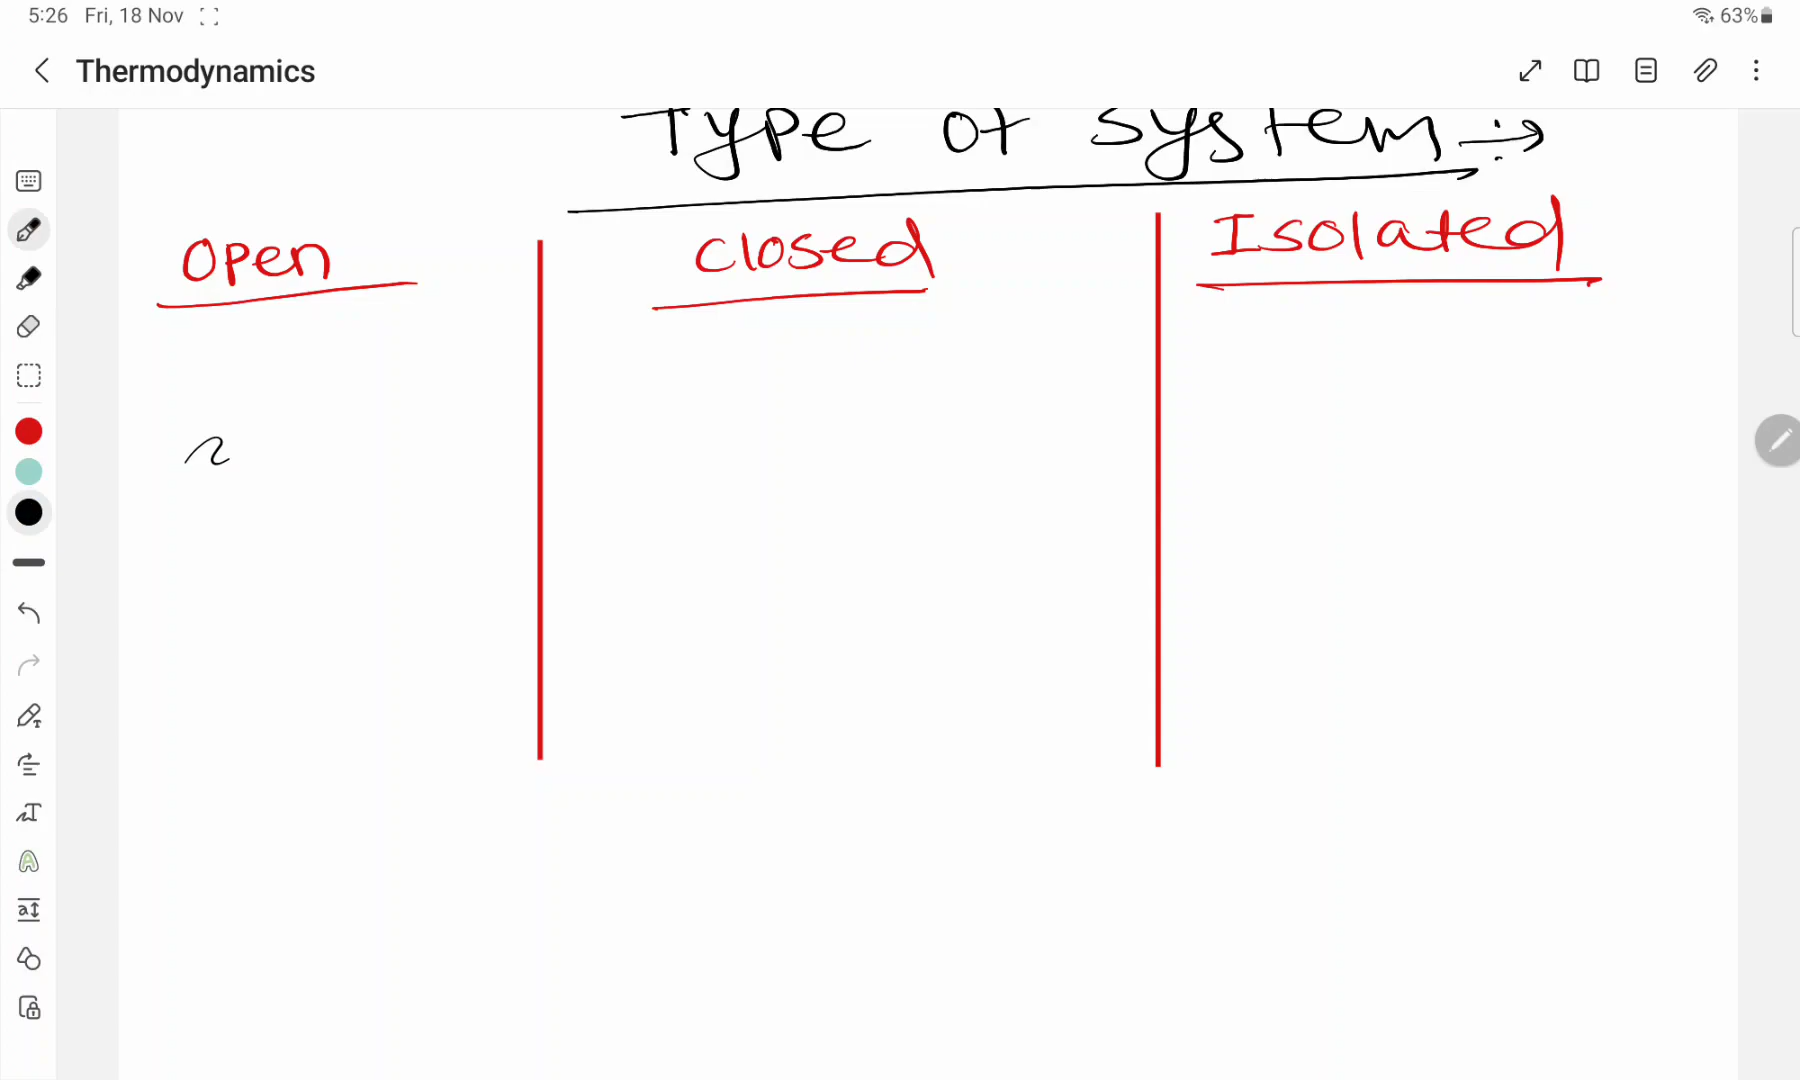 5:26 Fri, 18 Nov 63%
Thermodynamics
Type of system
Open Closed Isolated